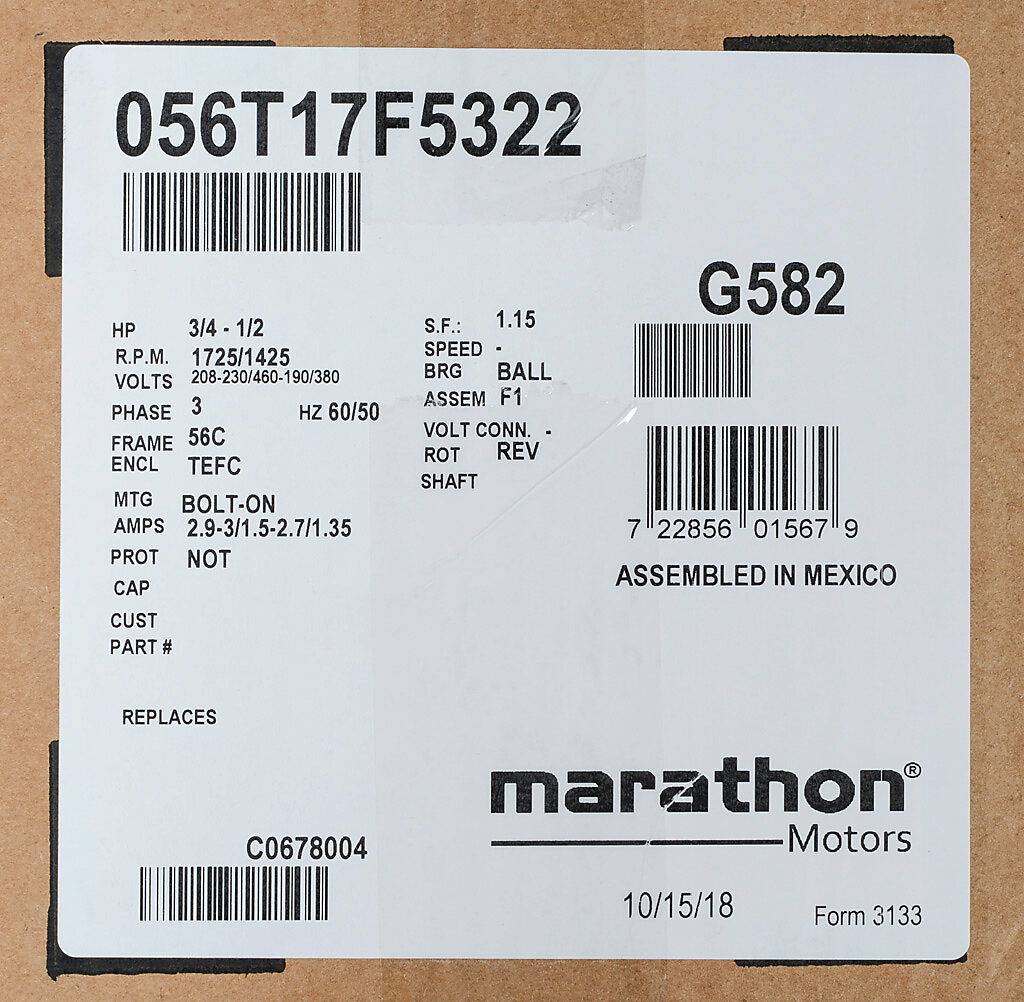 056T17F5322
G582
HP 3/4 - 1/2
R.P.M. 1725/1425
VOLTS 208-230/460-190/380
PHASE 3 HZ 60/50
FRAME 56C
ENCL TEFC
MTG BOLT-ON
AMPS 2.9-3/1.5-2.7/1.35
PROT NOT
CAP
CUST
PART #
REPLACES
S.F.: 1.15
SPEED -
BRG BALL
ASSEM F1
VOLT CONN. -
ROT REV
SHAFT
7 22856 01567 9
ASSEMBLED IN MEXICO
marathon®
Motors
C0678004
10/15/18
Form 3133